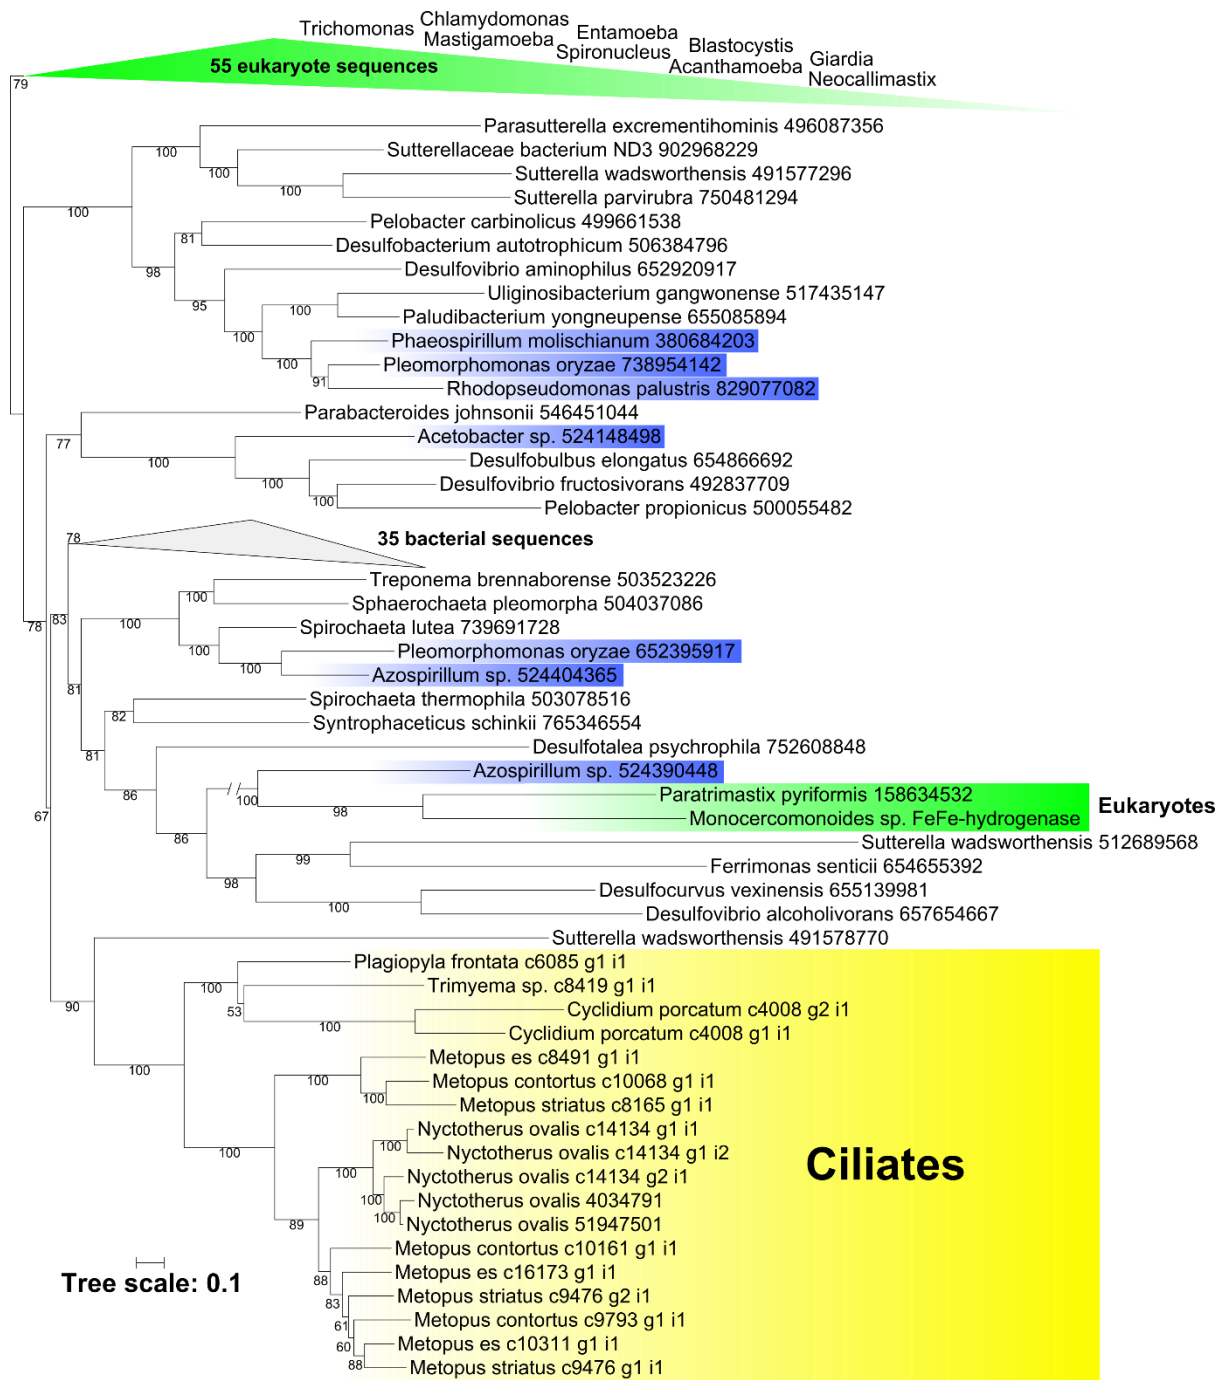 Trichomonas
Chlamydomonas
Mastigamoeba
Entamoeba
Spironucleus
Blastocystis
Acanthamoeba
Giardia
Neocallimastix
55 eukaryote sequences
79
Parasutterella excrementihominis 496087356
100
Sutterellaceae bacterium ND3 902968229
100
Sutterella wadsworthensis 491577296
100
Sutterella parvirubra 750481294
100
Pelobacter carbinolicus 499661538
81
Desulfobacterium autotrophicum 506384796
98
Desulfovibrio aminophilus 652920917
95
Uliginosibacterium gangwonense 517435147
100
Paludibacterium yongneupense 655085894
100
Phaeospirillum molischianum 380684203
100
Pleomorphomonas oryzae 738954142
91
Rhodopseudomonas palustris 829077082
Parabacteroides johnsonii 546451044
77
Acetobacter sp. 524148498
100
Desulfobulbus elongatus 654866692
100
Desulfovibrio fructosivorans 492837709
100
Pelobacter propionicus 500055482
78
35 bacterial sequences
Treponema brennaborense 503523226
100
Sphaerochaeta pleomorpha 504037086
78
83
100
Spirochaeta lutea 739691728
100
Pleomorphomonas oryzae 652395917
100
Azospirillum sp. 524404365
81
Spirochaeta thermophila 503078516
82
Syntrophaceticus schinkii 765346554
81
Desulfotalea psychrophila 752608848
86
Azospirillum sp. 524390448
//
100
Paratrimastix pyriformis 158634532
98
Eukaryotes
67
Monocercomonoides sp. FeFe-hydrogenase
86
Sutterella wadsworthensis 512689568
99
Ferrimonas senticii 654655392
98
Desulfocurvus vexinensis 655139981
100
Desulfovibrio alcoholivorans 657654667
Sutterella wadsworthensis 491578770
90
Plagiopyla frontata c6085 g1 i1
100
Trimyema sp. c8419 g1 i1
53
Cyclidium porcatum c4008 g2 i1
100
Cyclidium porcatum c4008 g1 i1
100
Metopus es c8491 g1 i1
100
Metopus contortus c10068 g1 i1
100
Metopus striatus c8165 g1 i1
100
Nyctotherus ovalis c14134 g1 i1
100
Nyctotherus ovalis c14134 g1 i2
100
Nyctotherus ovalis c14134 g2 i1
100
Nyctotherus ovalis 4034791
100
Nyctotherus ovalis 51947501
89
Metopus contortus c10161 g1 i1
88
Metopus es c16173 g1 i1
83
Metopus striatus c9476 g2 i1
61
Metopus contortus c9793 g1 i1
60
Metopus es c10311 g1 i1
88
Metopus striatus c9476 g1 i1
Ciliates
Tree scale: 0.1